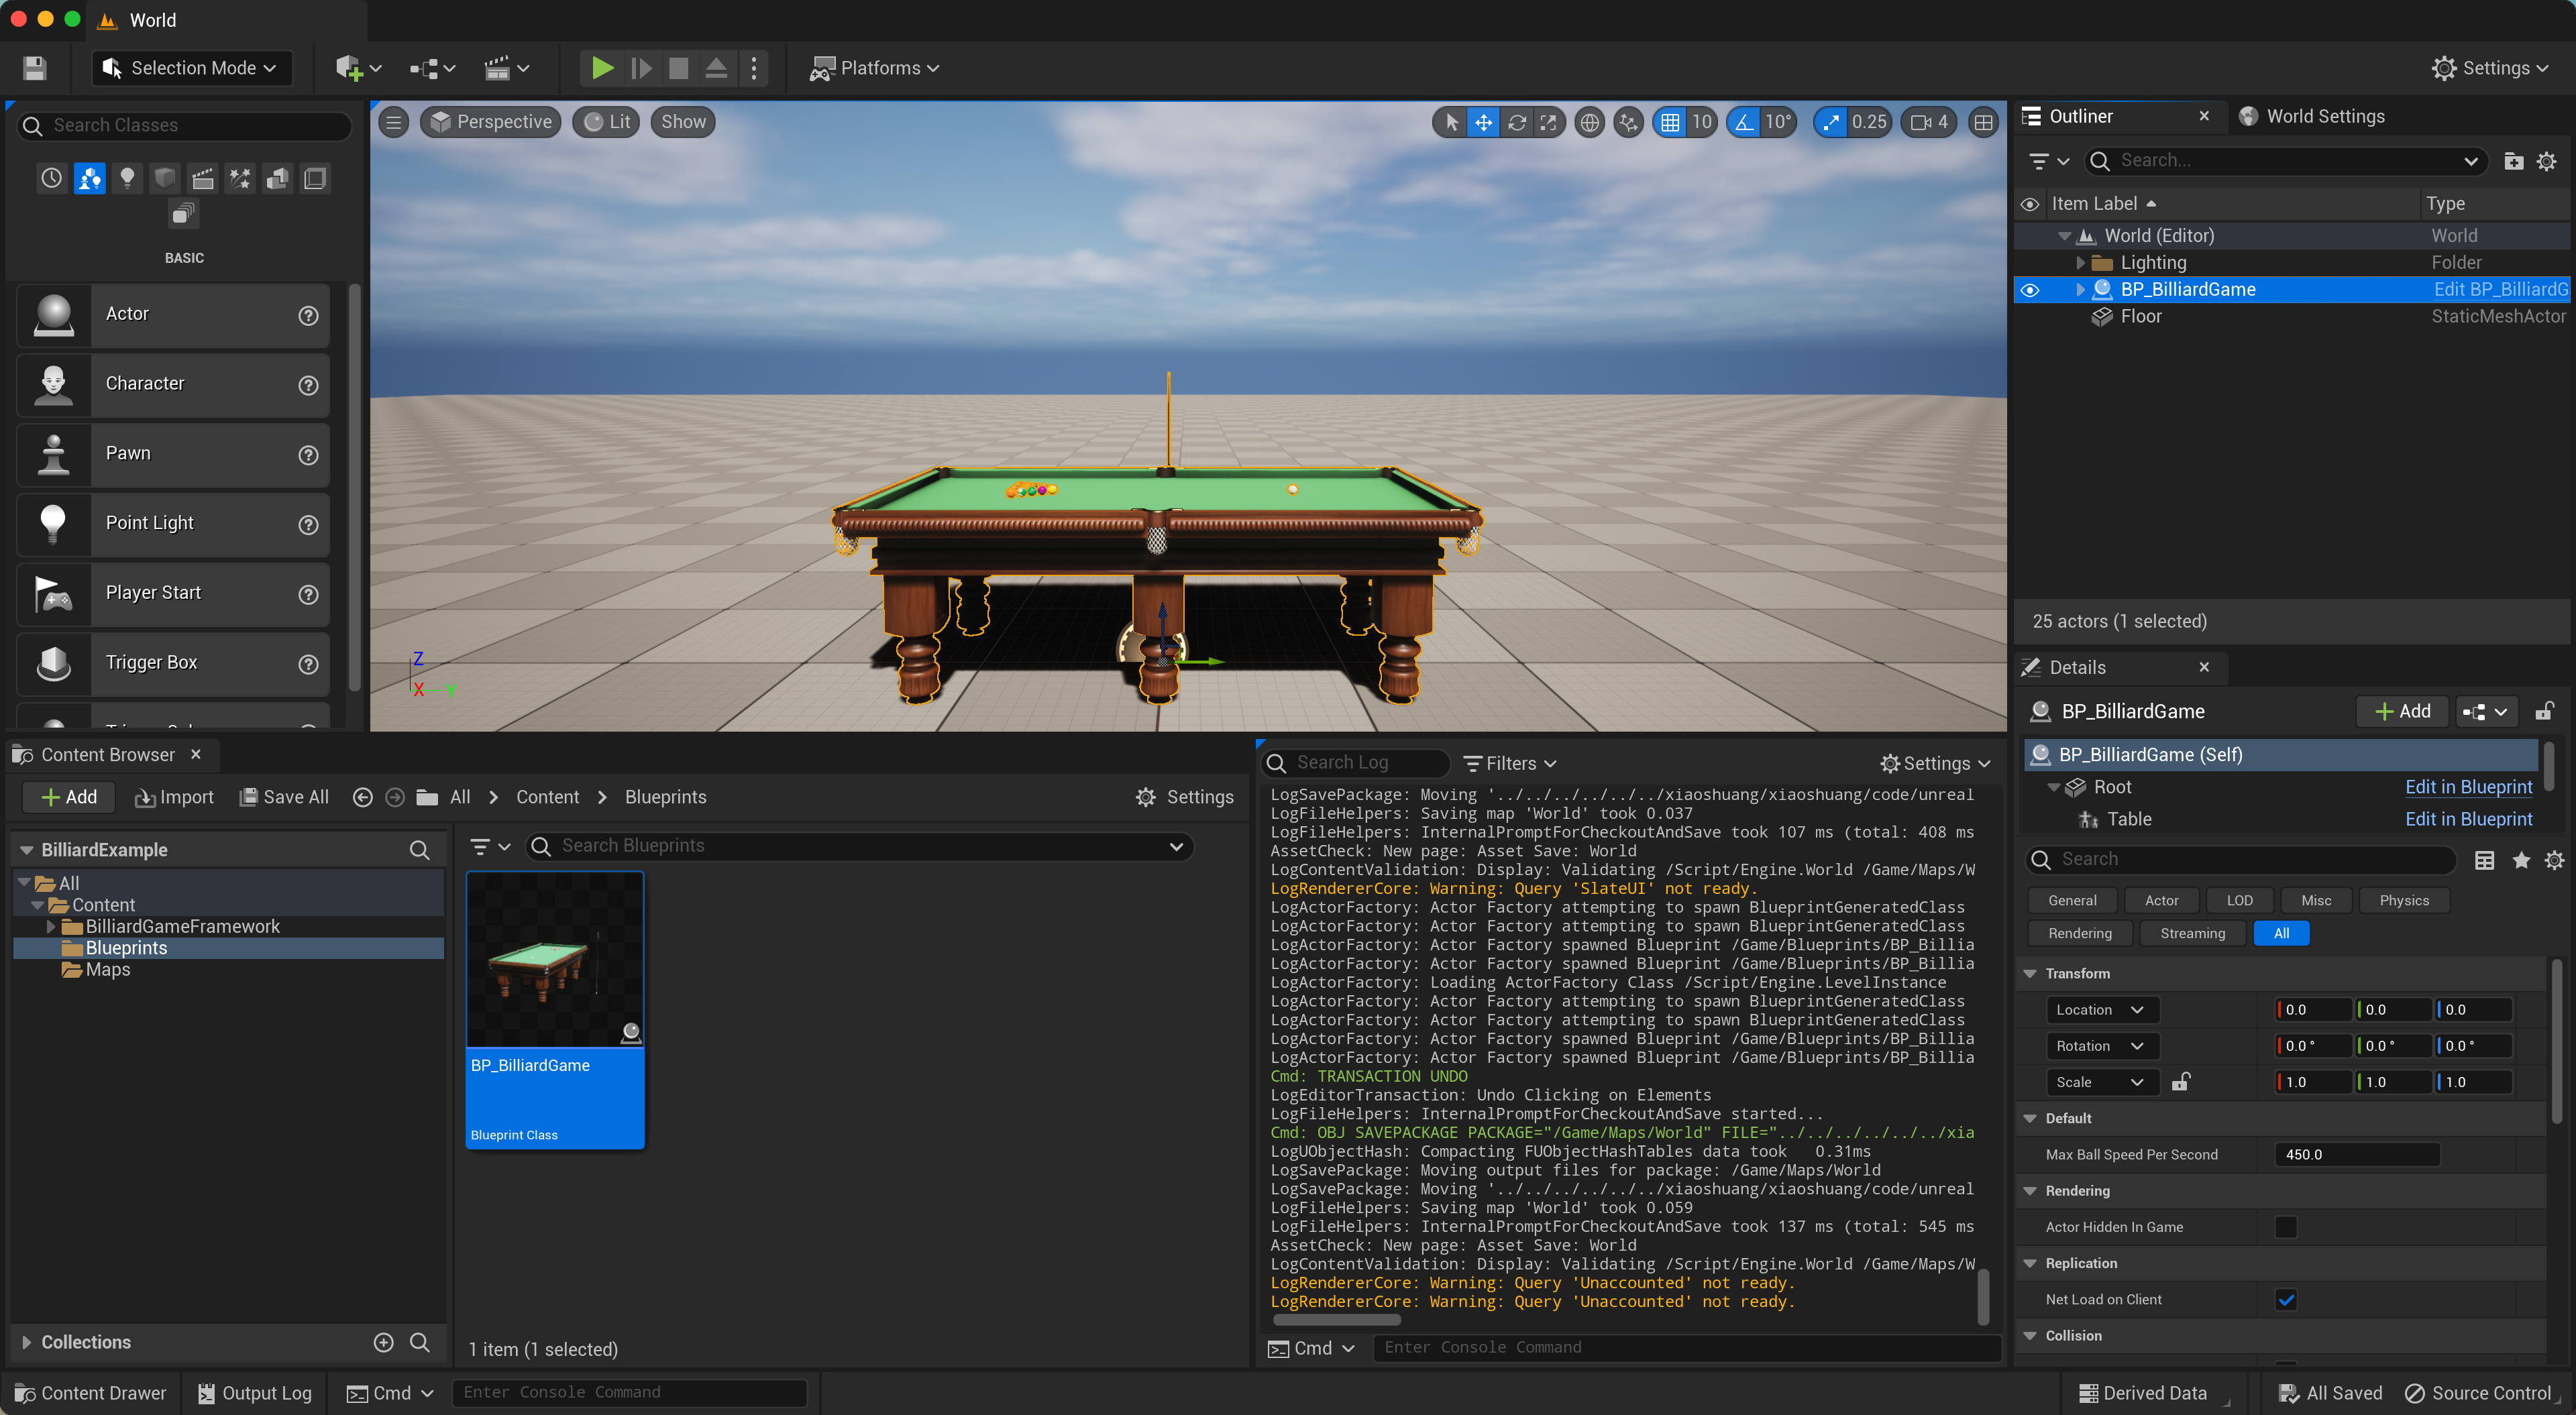 World
Selection Mode
Platforms
Settings
Search Classes
BASIC
Actor
Character
Pawn
Point Light
Player Start
Trigger Box
Perspective
Lit
Show
10
10°
0.25
4
Z
X
Y
Outliner
World Settings
Search...
Item Label
Type
World (Editor)
World
Lighting
Folder
BP_BilliardGame
Edit BP_BilliardG
Floor
StaticMeshActor
25 actors (1 selected)
Details
BP_BilliardGame
Add
BP_BilliardGame (Self)
Root
Edit in Blueprint
Table
Edit in Blueprint
Search
General
Actor
LOD
Misc
Physics
Rendering
Streaming
All
Transform
Location
0.0
0.0
0.0
Rotation
0.0 °
0.0 °
0.0 °
Scale
1.0
1.0
1.0
Default
Max Ball Speed Per Second
450.0
Rendering
Actor Hidden In Game
Replication
Net Load on Client
Collision
Content Browser
Add
Import
Save All
All
Content
Blueprints
Settings
BilliardExample
All
Content
BilliardGameFramework
Blueprints
Maps
Collections
Search Blueprints
BP_BilliardGame
Blueprint Class
1 item (1 selected)
Search Log
Filters
Settings
LogSavePackage: Moving '../../../../../../xiaoshuang/xiaoshuang/code/unreal
LogFileHelpers: Saving map 'World' took 0.037
LogFileHelpers: InternalPromptForCheckoutAndSave took 107 ms (total: 408 ms
AssetCheck: New page: Asset Save: World
LogContentValidation: Display: Validating /Script/Engine.World /Game/Maps/W
LogRendererCore: Warning: Query 'SlateUI' not ready.
LogActorFactory: Actor Factory attempting to spawn BlueprintGeneratedClass
LogActorFactory: Actor Factory attempting to spawn BlueprintGeneratedClass
LogActorFactory: Actor Factory spawned Blueprint /Game/Blueprints/BP_Billia
LogActorFactory: Actor Factory spawned Blueprint /Game/Blueprints/BP_Billia
LogActorFactory: Loading ActorFactory Class /Script/Engine.LevelInstance
LogActorFactory: Actor Factory attempting to spawn BlueprintGeneratedClass
LogActorFactory: Actor Factory attempting to spawn BlueprintGeneratedClass
LogActorFactory: Actor Factory spawned Blueprint /Game/Blueprints/BP_Billia
LogActorFactory: Actor Factory spawned Blueprint /Game/Blueprints/BP_Billia
Cmd: TRANSACTION UNDO
LogEditorTransaction: Undo Clicking on Elements
LogFileHelpers: InternalPromptForCheckoutAndSave started...
Cmd: OBJ SAVEPACKAGE PACKAGE="/Game/Maps/World" FILE="../../../../../../xia
LogUObjectHash: Compacting FUObjectHashTables data took   0.31ms
LogSavePackage: Moving output files for package: /Game/Maps/World
LogSavePackage: Moving '../../../../../../xiaoshuang/xiaoshuang/code/unreal
LogFileHelpers: Saving map 'World' took 0.059
LogFileHelpers: InternalPromptForCheckoutAndSave took 137 ms (total: 545 ms
AssetCheck: New page: Asset Save: World
LogContentValidation: Display: Validating /Script/Engine.World /Game/Maps/W
LogRendererCore: Warning: Query 'Unaccounted' not ready.
LogRendererCore: Warning: Query 'Unaccounted' not ready.
Cmd
Enter Console Command
Content Drawer
Output Log
Cmd
Enter Console Command
Derived Data
All Saved
Source Control